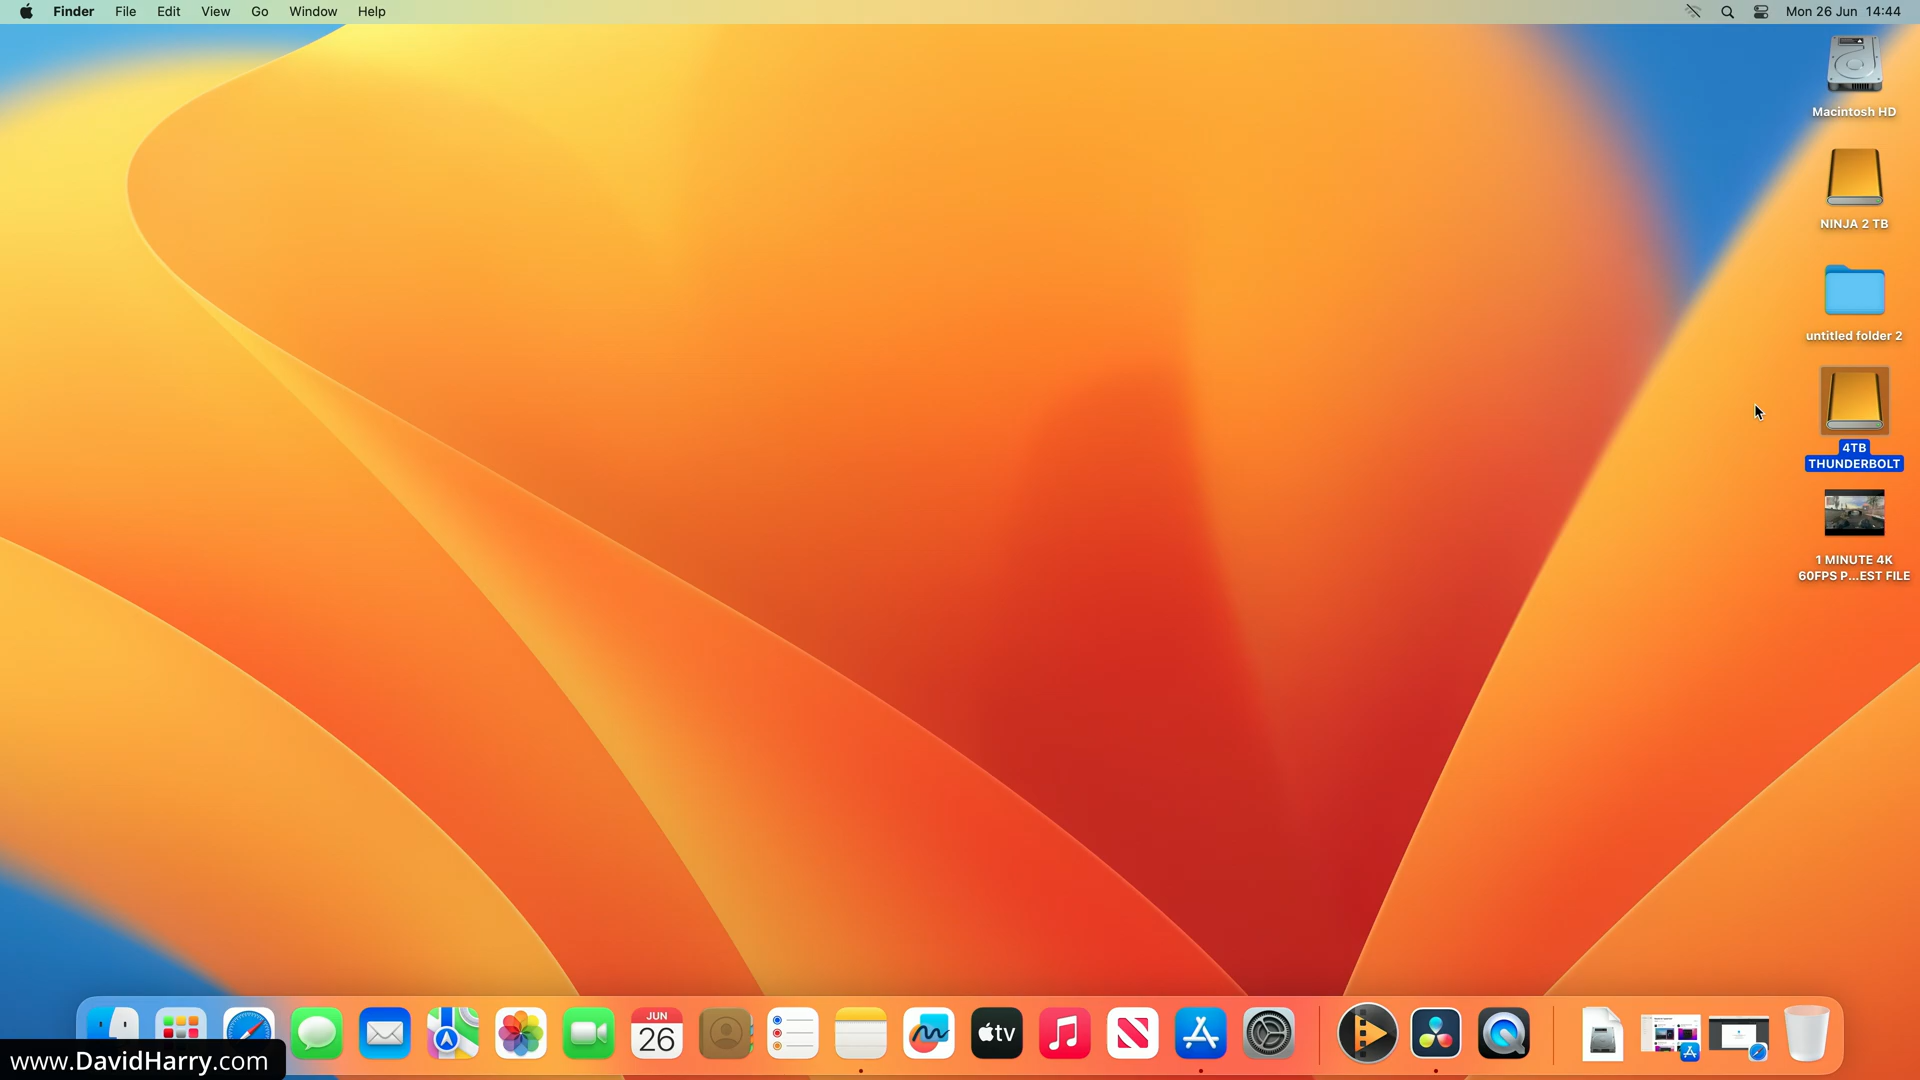 Finder File Edit View Go Window Help
Mon 26 Jun 14:44
Macintosh HD
NINJA 2 TB
untitled folder 2
4TB
THUNDERBOLT
1 MINUTE 4K
60FPS P...EST FILE
JUN
26
tv
www.DavidHarry.com